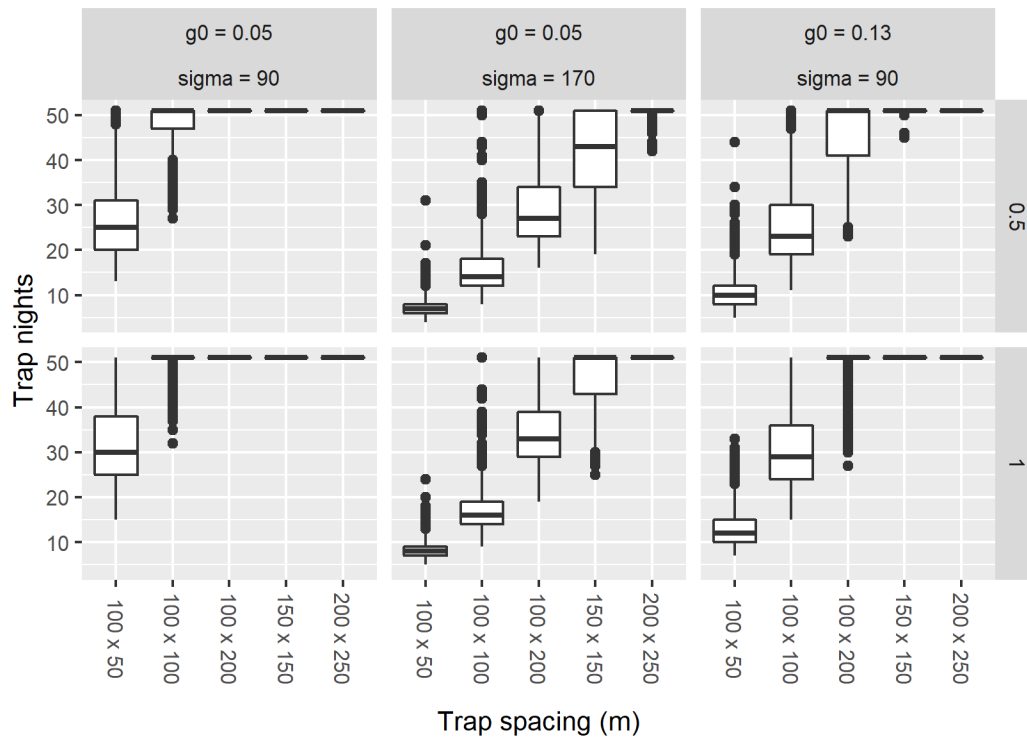 g0 = 0.05
sigma = 90
g0 = 0.05
sigma = 170
g0 = 0.13
sigma = 90
Trap nights
50
40
30
20
10
0.5
50
40
30
20
10
1
100 x 50
100 x 100
100 x 200
150 x 150
200 x 250
100 x 50
100 x 100
100 x 200
150 x 150
200 x 250
100 x 50
100 x 100
100 x 200
150 x 150
200 x 250
Trap spacing (m)